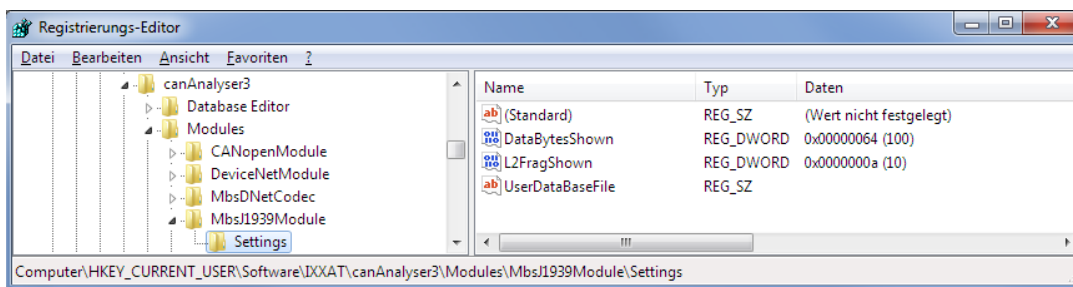 Registrierungs-Editor
Datei Bearbeiten Ansicht Favoriten ?
canAnalyser3
Database Editor
Modules
CANopenModule
DeviceNetModule
MbsDNetCodec
MbsJ1939Module
Settings
Name Typ Daten
ab (Standard) REG_SZ (Wert nicht festgelegt)
DataBytesShown REG_DWORD 0x00000064 (100)
L2FragShown REG_DWORD 0x0000000a (10)
ab UserDataBaseFile REG_SZ
Computer\HKEY_CURRENT_USER\Software\IXXAT\canAnalyser3\Modules\MbsJ1939Module\Settings